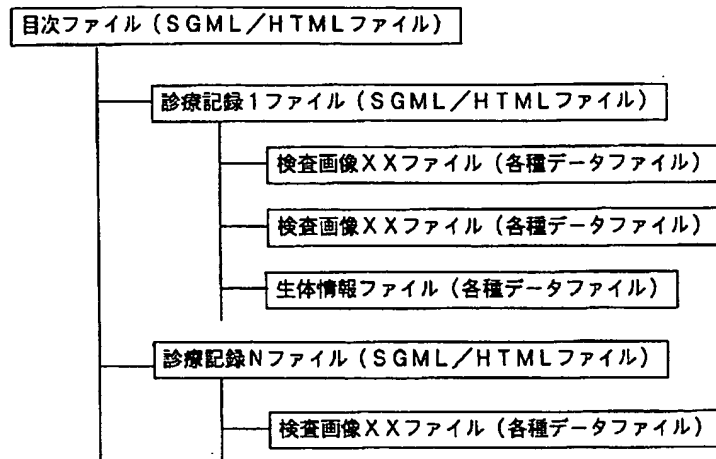 目次ファイル（ＳＧＭＬ／ＨＴＭＬファイル）
診療記録１ファイル（ＳＧＭＬ／ＨＴＭＬファイル）
検査画像ＸＸファイル（各種データファイル）
検査画像ＸＸファイル（各種データファイル）
生体情報ファイル（各種データファイル）
診療記録Ｎファイル（ＳＧＭＬ／ＨＴＭＬファイル）
検査画像ＸＸファイル（各種データファイル）